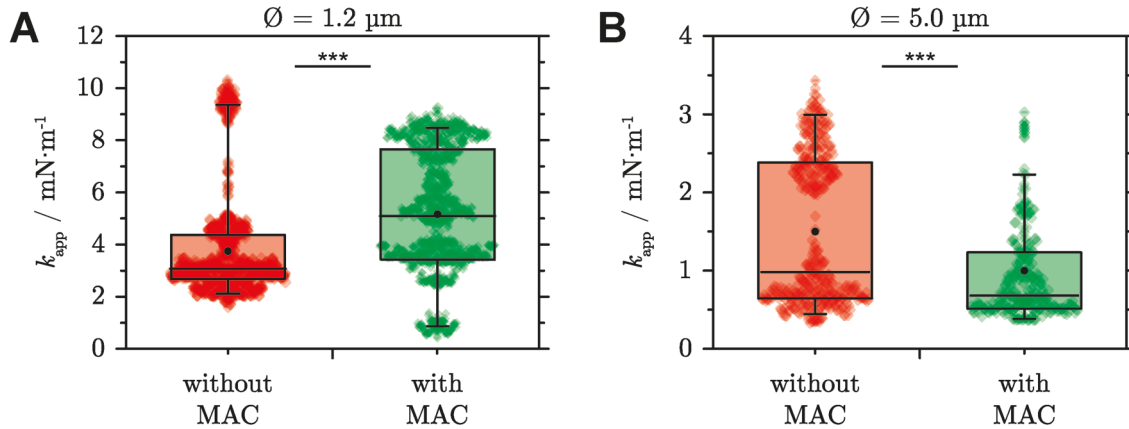 A
Ø = 1.2 µm
12
10
8
6
4
2
0
k_app / mN·m⁻¹
***
without
MAC
with
MAC
B
Ø = 5.0 µm
4
3
2
1
0
k_app / mN·m⁻¹
***
without
MAC
with
MAC